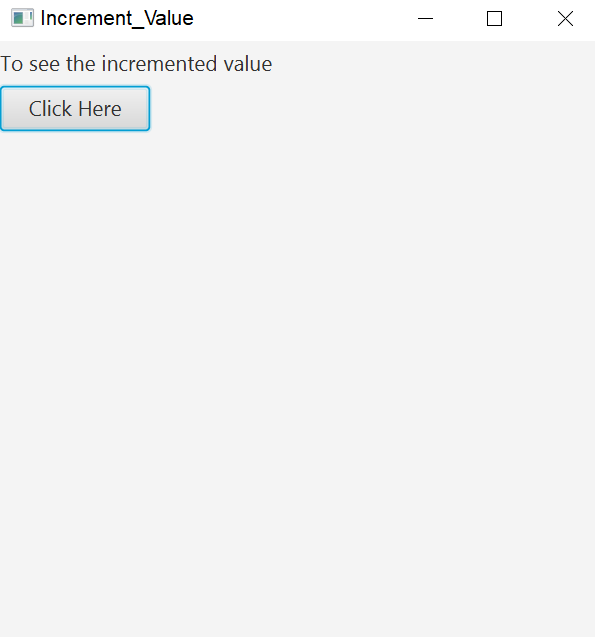 Increment_Value
To see the incremented value
Click Here